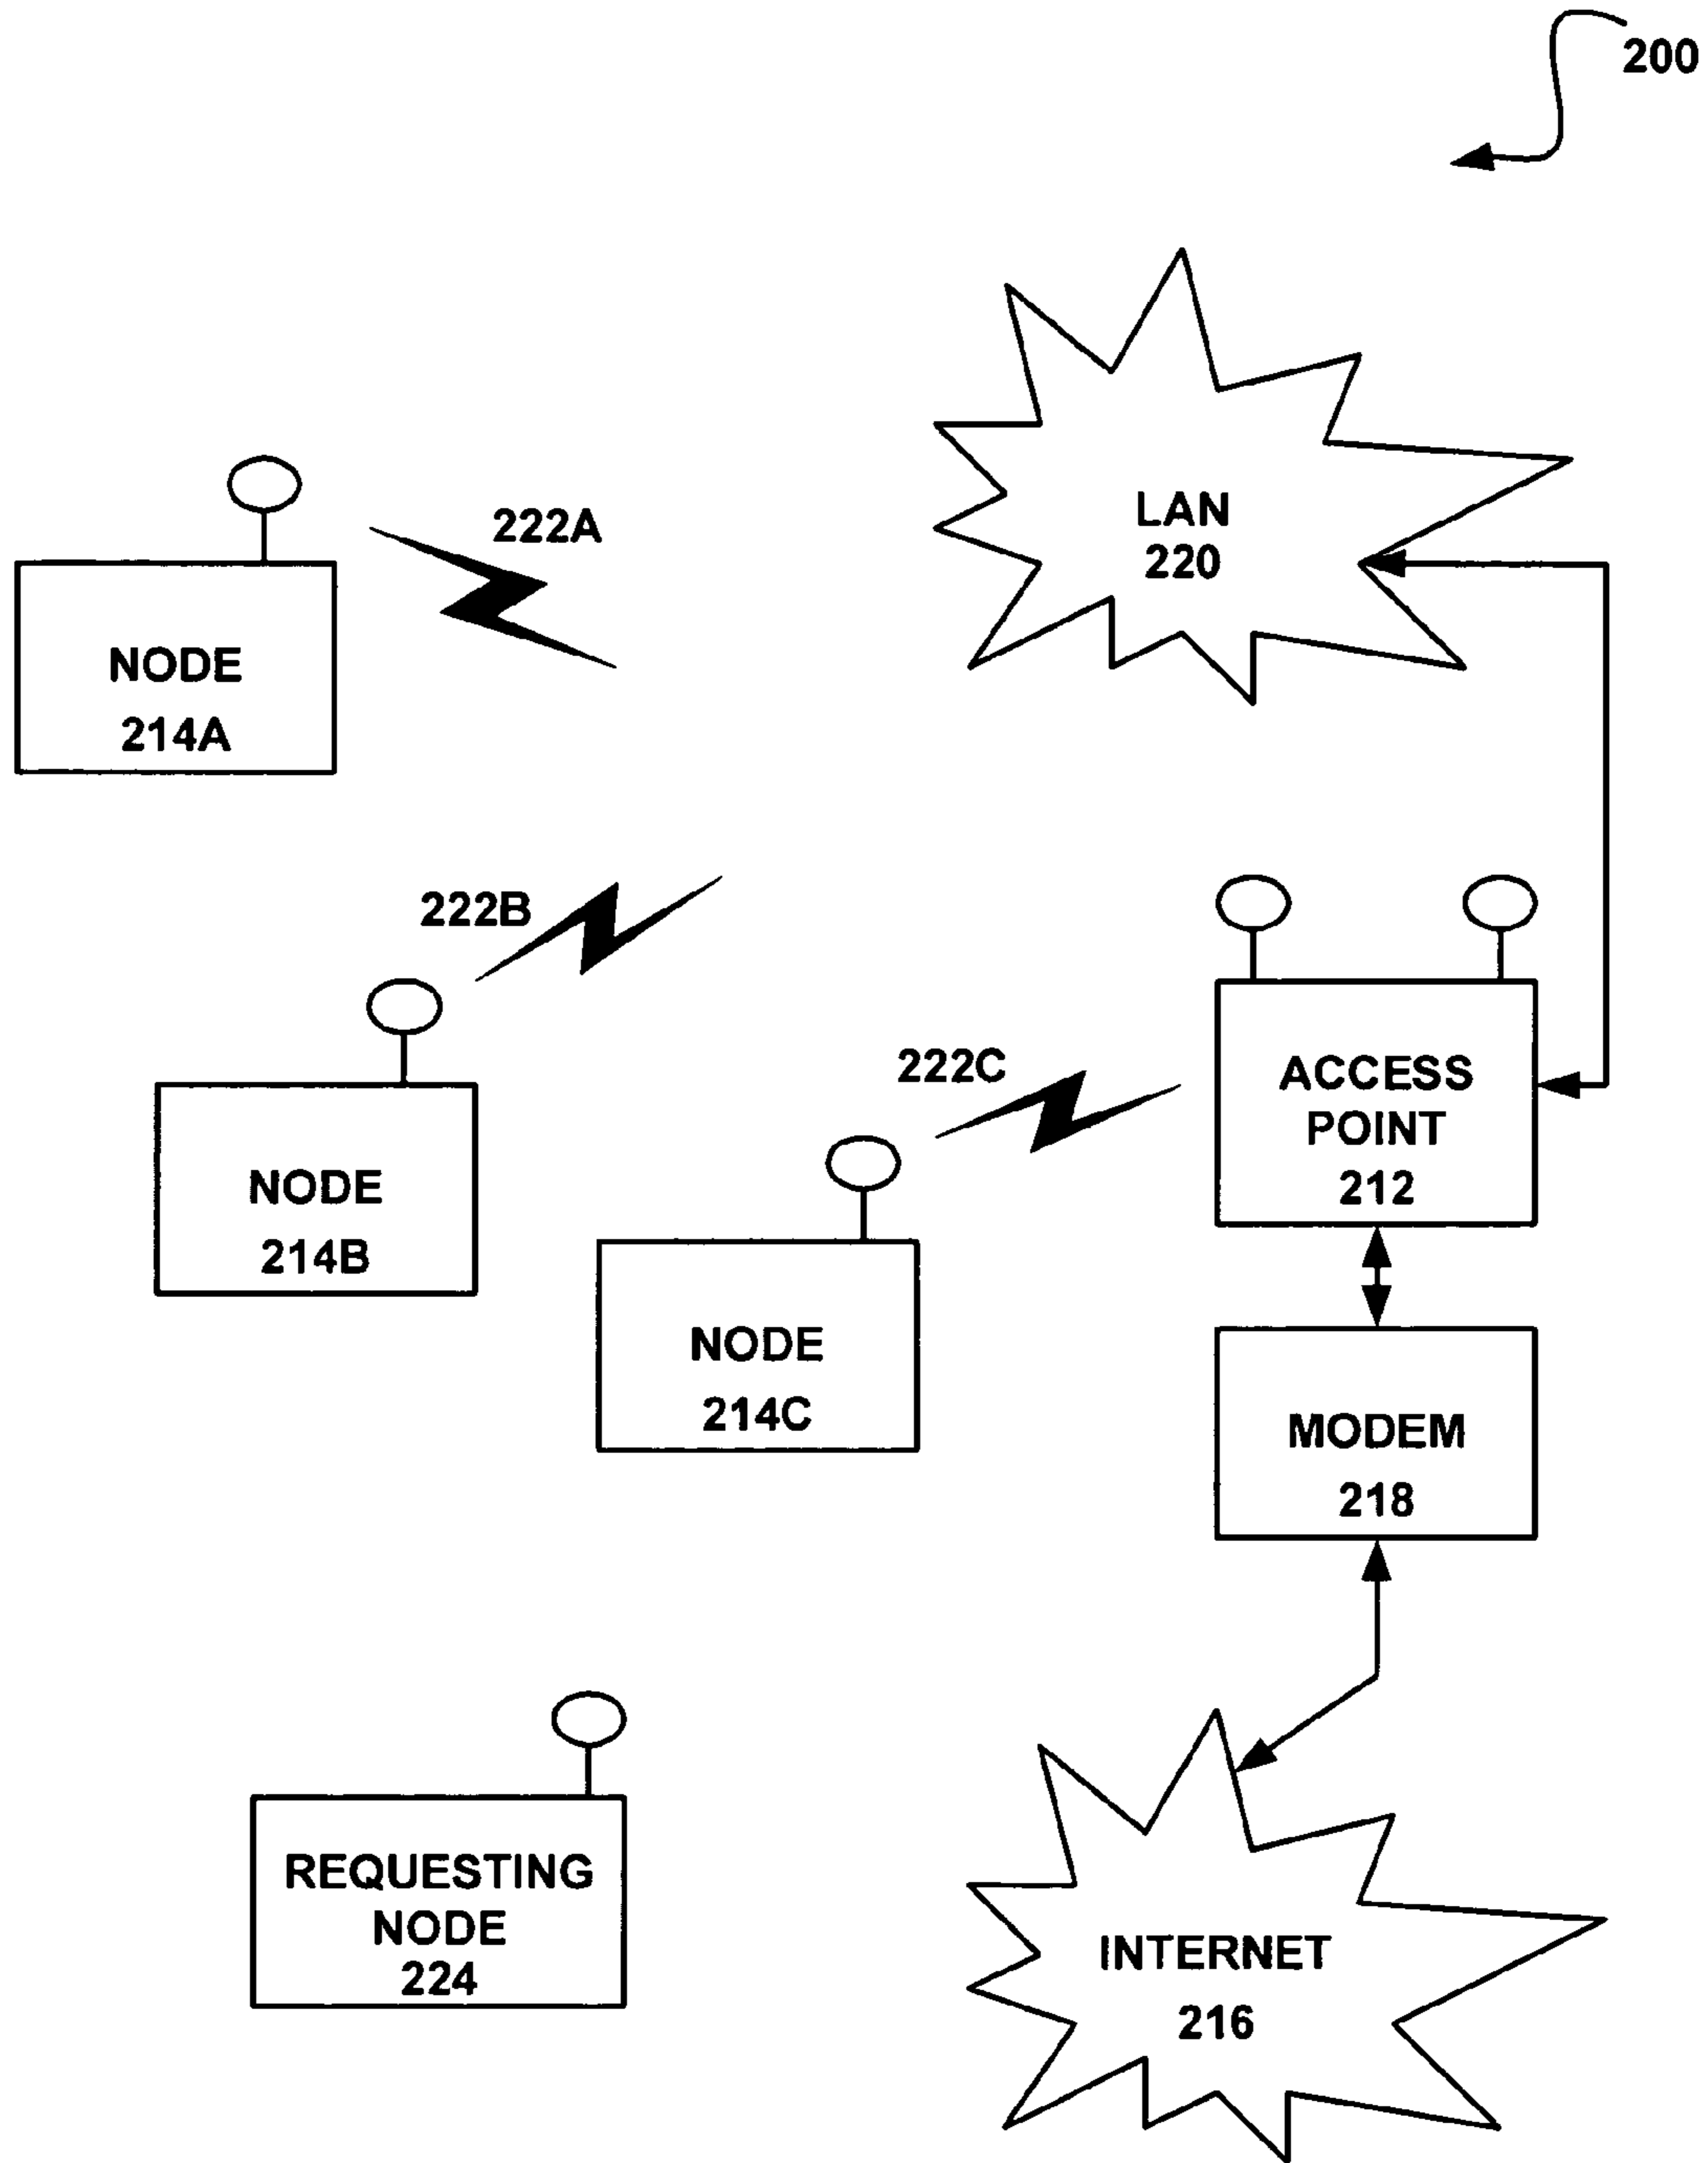 200
LAN
220
222A
NODE
214A
222B
222C
ACCESS
POINT
212
NODE
214B
NODE
214C
MODEM
218
REQUESTING
NODE
224
INTERNET
216